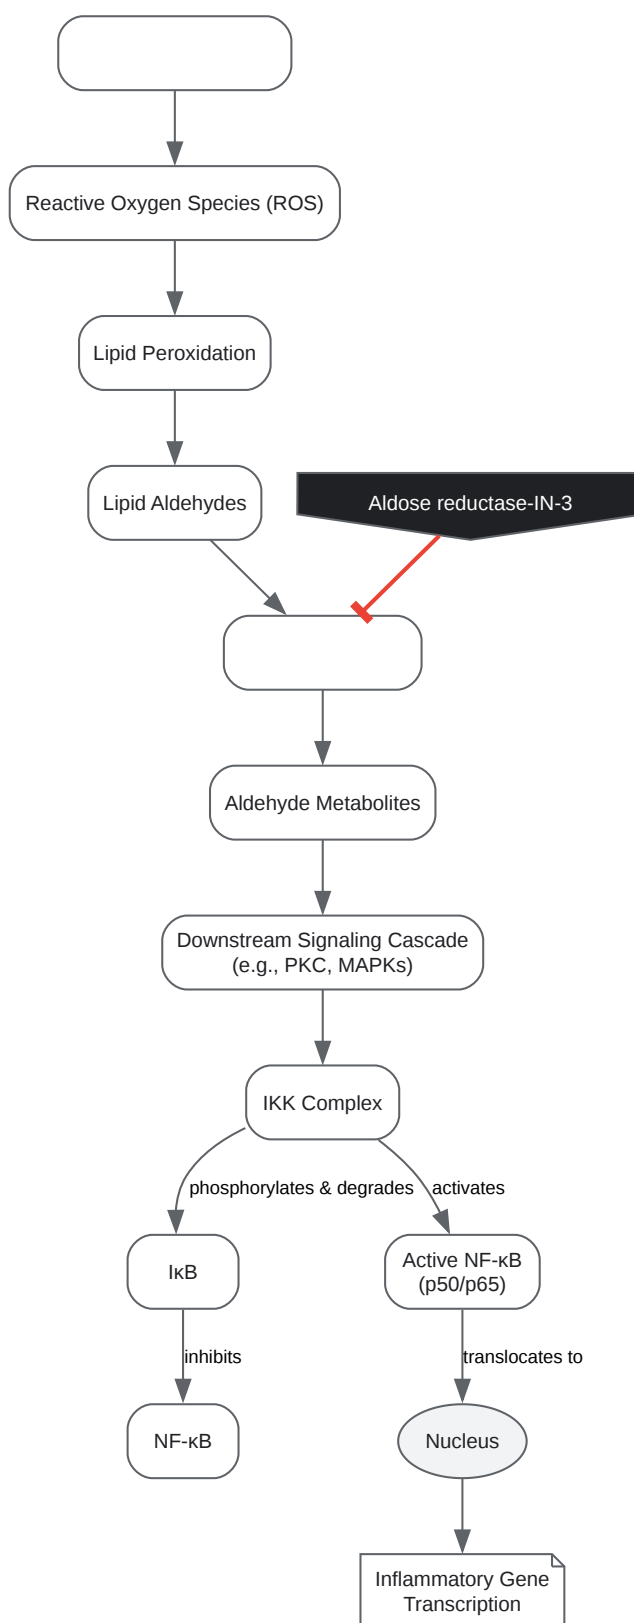 Reactive Oxygen Species (ROS)
Lipid Peroxidation
Lipid Aldehydes
Aldose reductase-IN-3
Aldehyde Metabolites
Downstream Signaling Cascade
(e.g., PKC, MAPKs)
IKK Complex
phosphorylates & degrades
activates
IκB
Active NF-κB
(p50/p65)
inhibits
translocates to
NF-κB
Nucleus
Inflammatory Gene
Transcription